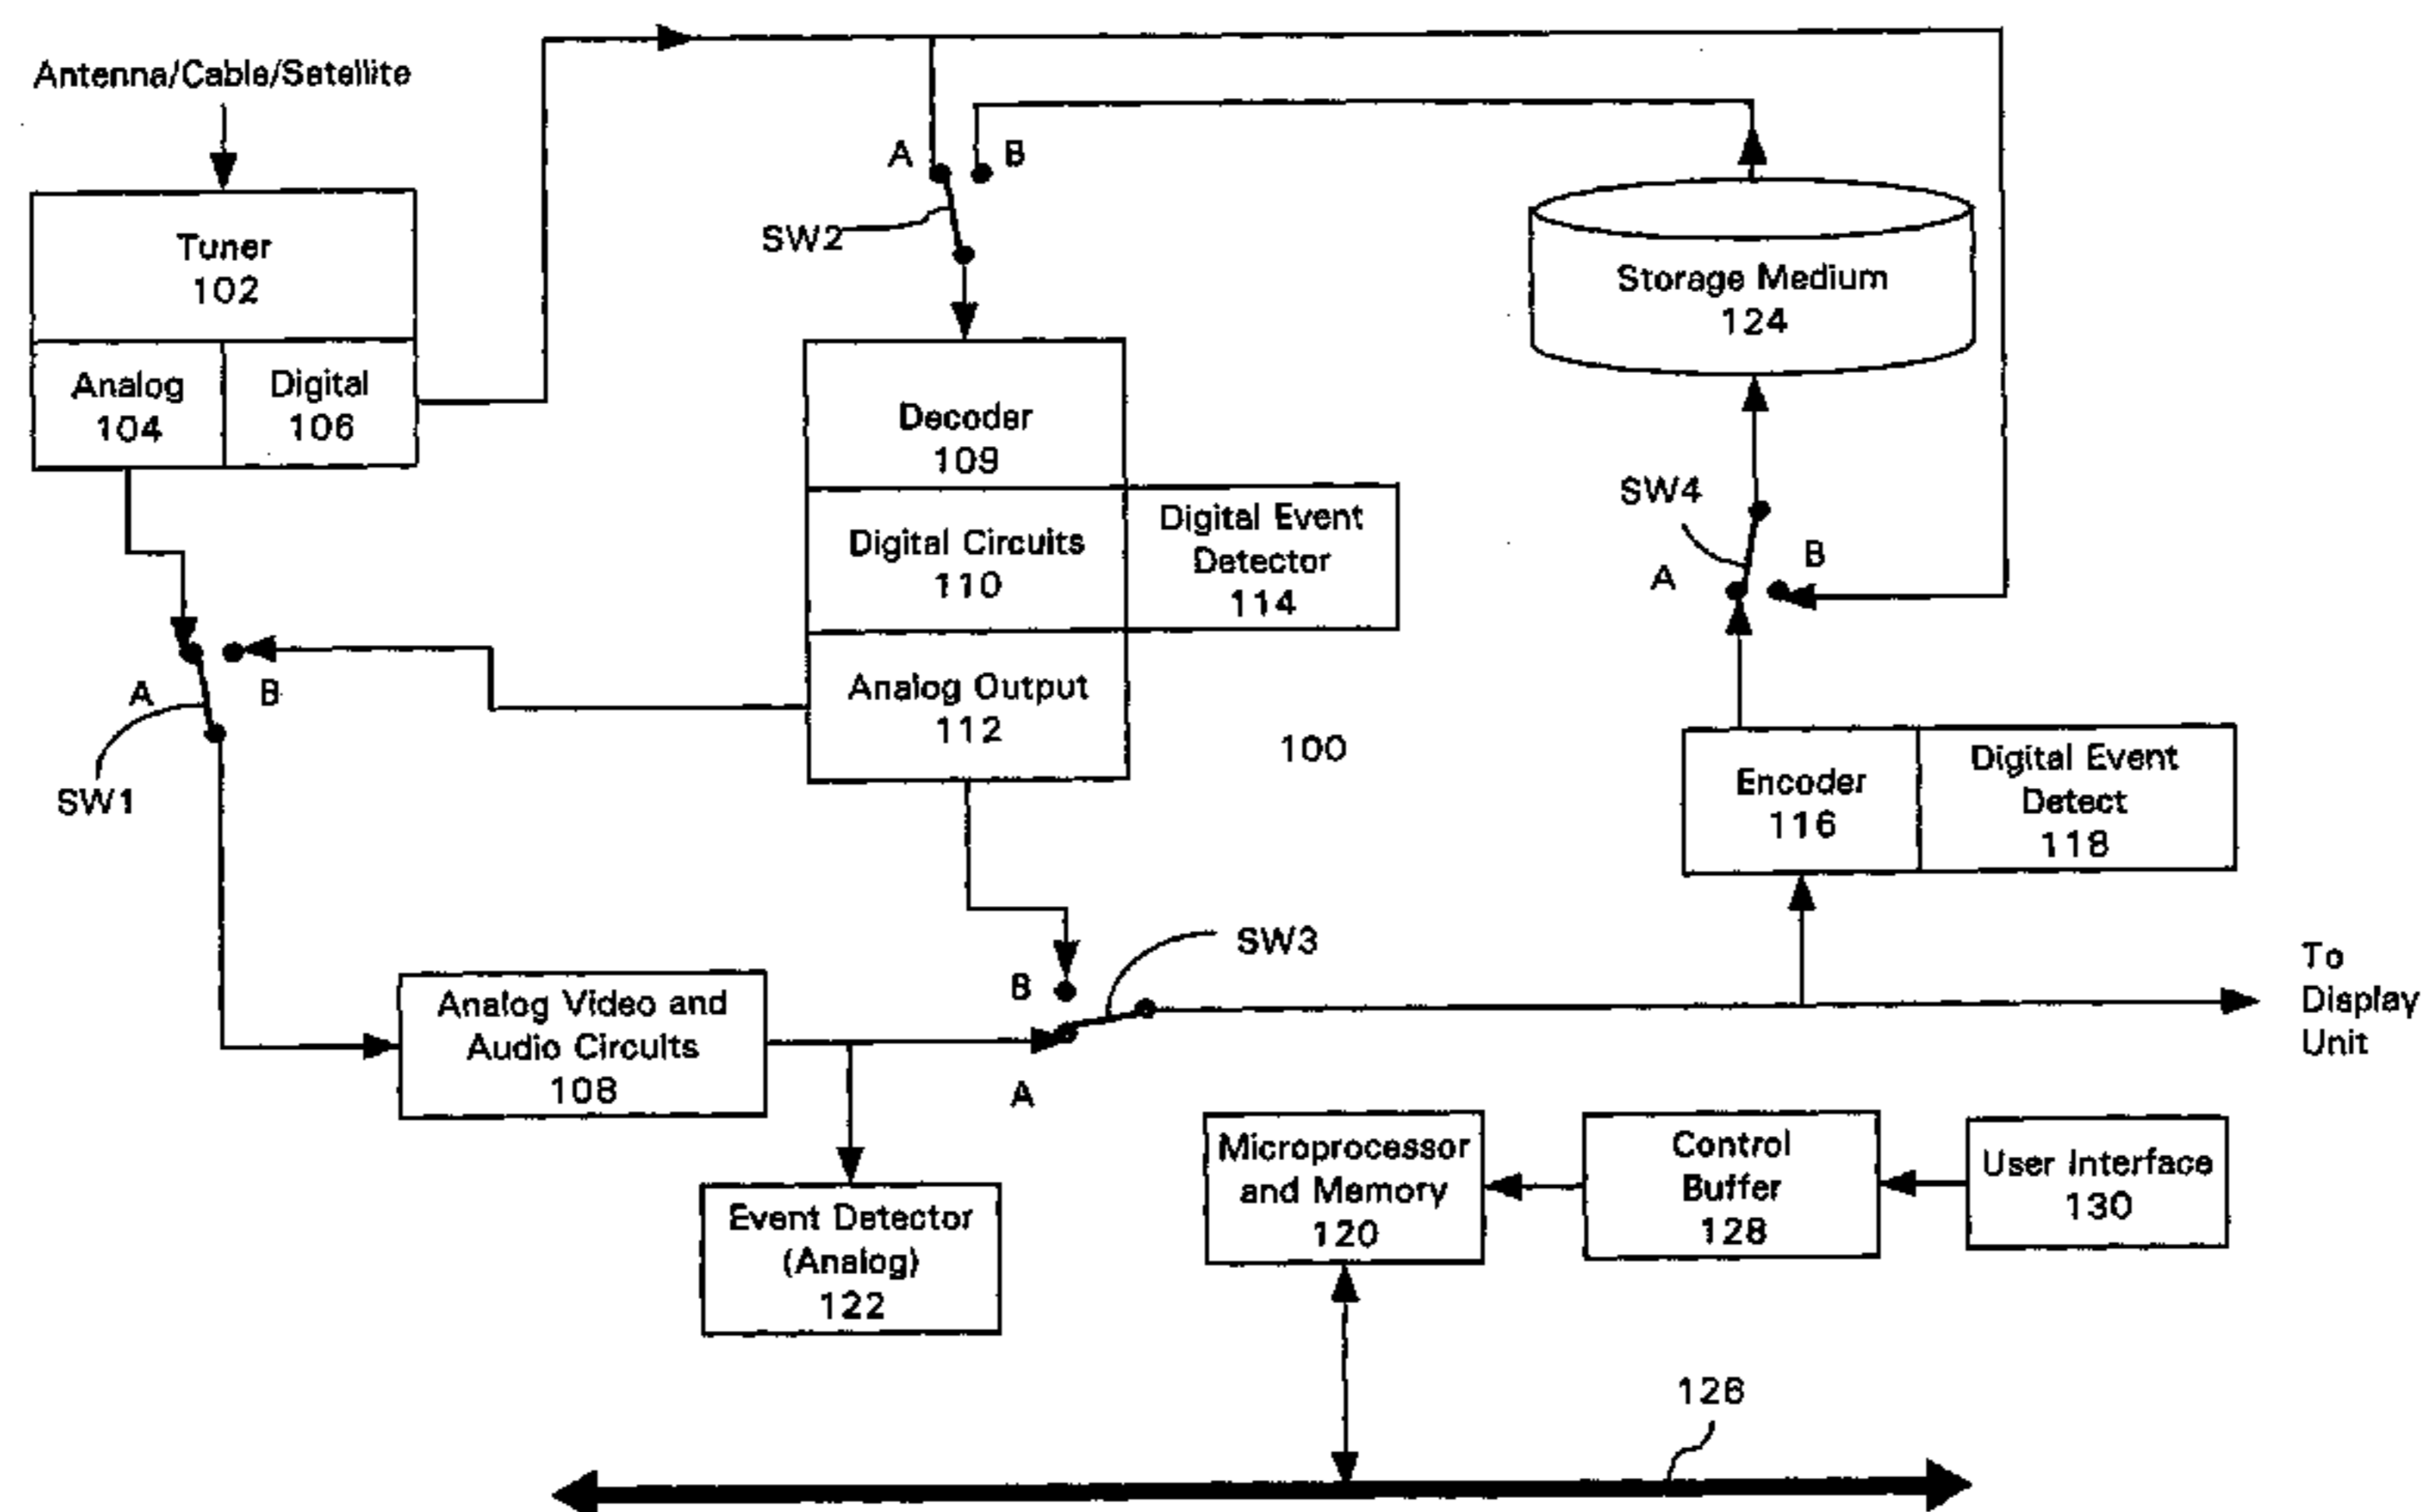 Antenna/Cable/Satellite
Tuner
102
Analog
104
Digital
106
A
B
SW2
Storage Medium
124
Decoder
109
Digital Circuits
110
Digital Event
Detector
114
Analog Output
112
100
SW4
A
B
A
B
SW1
Encoder
116
Digital Event
Detect
118
SW3
B
A
To
Display
Unit
Analog Video and
Audio Circuits
108
Event Detector
(Analog)
122
Microprocessor
and Memory
120
Control
Buffer
128
User Interface
130
126